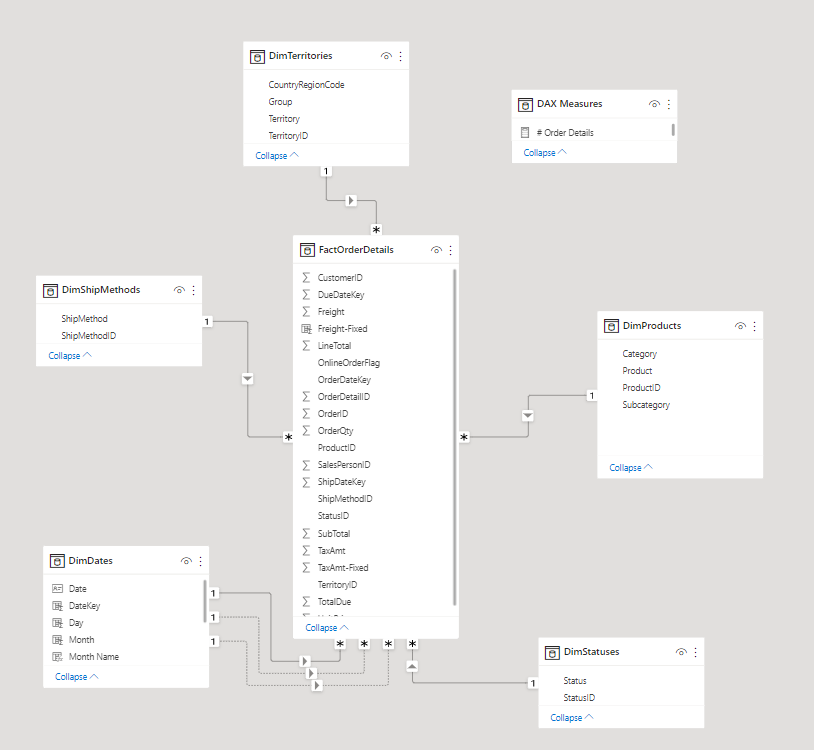 DimTerritories
CountryRegionCode
Group
Territory
TerritoryID
Collapse
DAX Measures
# Order Details
Collapse
1
*
FactOrderDetails
CustomerID
DueDateKey
Freight
Freight-Fixed
LineTotal
OnlineOrderFlag
OrderDateKey
OrderDetailID
OrderID
OrderQty
ProductID
SalesPersonID
ShipDateKey
ShipMethodID
StatusID
SubTotal
TaxAmt
TaxAmt-Fixed
TerritoryID
TotalDue
Collapse
DimShipMethods
ShipMethod
ShipMethodID
Collapse
1
*
DimProducts
Category
Product
ProductID
Subcategory
Collapse
1
*
DimDates
Date
DateKey
Day
Month
Month Name
Collapse
1
1
1
* * * *
DimStatuses
Status
StatusID
Collapse
1